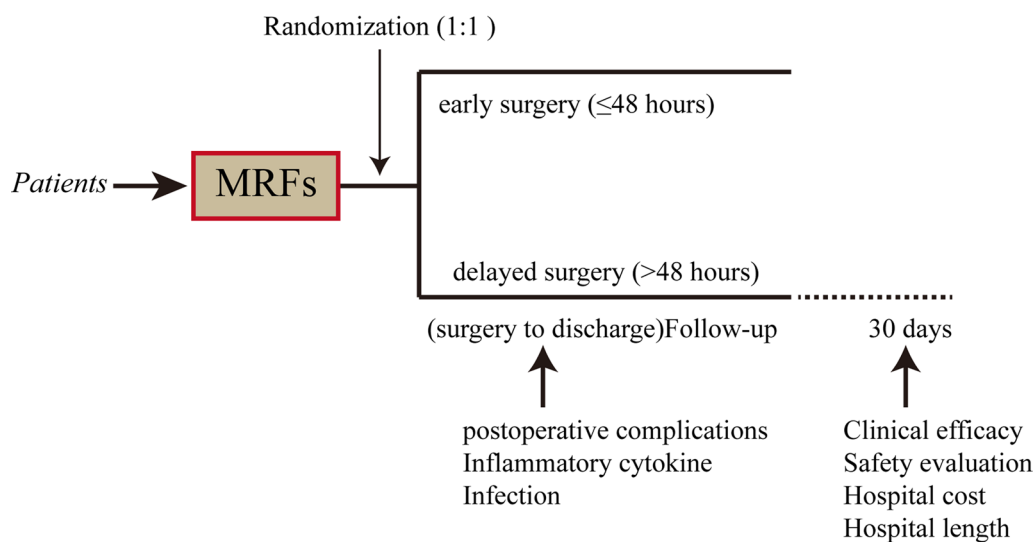 Randomization (1:1 )
early surgery (≤48 hours)
Patients
MRFs
delayed surgery (>48 hours)
(surgery to discharge)Follow-up
30 days
postoperative complications
Inflammatory cytokine
Infection
Clinical efficacy
Safety evaluation
Hospital cost
Hospital length